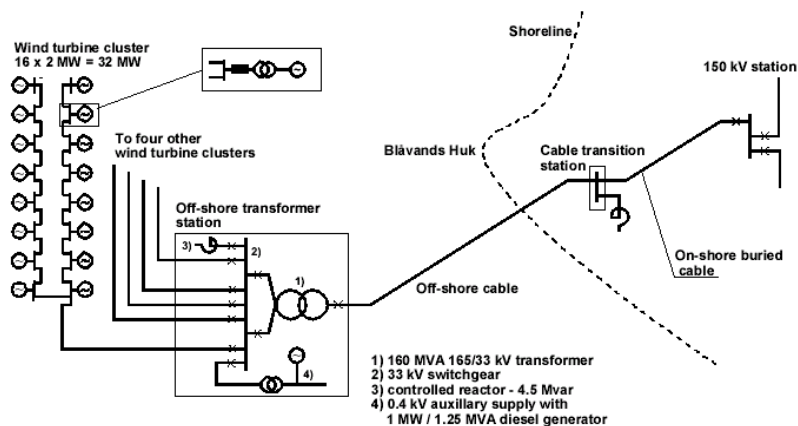 Shoreline
Wind turbine cluster
16 x 2 MW = 32 MW
150 kV station
To four other
wind turbine clusters
Blåvands Huk
Cable transition
station
Off-shore transformer
station
3)
2)
1)
On-shore buried
cable
Off-shore cable
4)
1) 160 MVA 165/33 kV transformer
2) 33 kV switchgear
3) controlled reactor - 4.5 Mvar
4) 0.4 kV auxillary supply with
1 MW / 1.25 MVA diesel generator